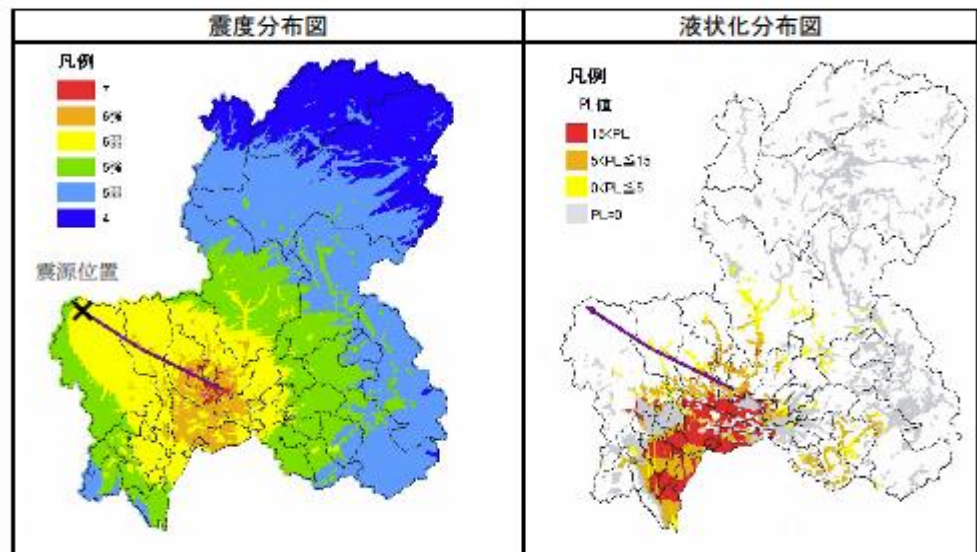 震度分布図
液状化分布図
凡例
7
6強
6弱
5強
5弱
4
震源位置
凡例
PL値
15<PL
5<PL≦15
0<PL≦5
PL=0